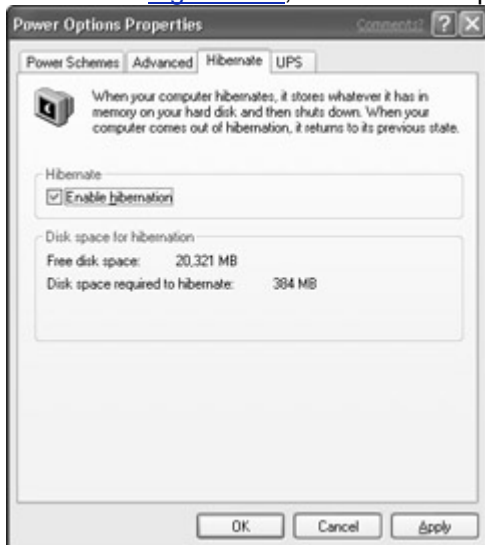 Power Options Properties Comments? ? X
Power Schemes Advanced Hibernate UPS
When your computer hibernates, it stores whatever it has in
memory on your hard disk and then shuts down. When your
computer comes out of hibernation, it returns to its previous state.
Hibernate
Enable hibernation
Disk space for hibernation
Free disk space: 20,321 MB
Disk space required to hibernate: 384 MB
OK Cancel Apply